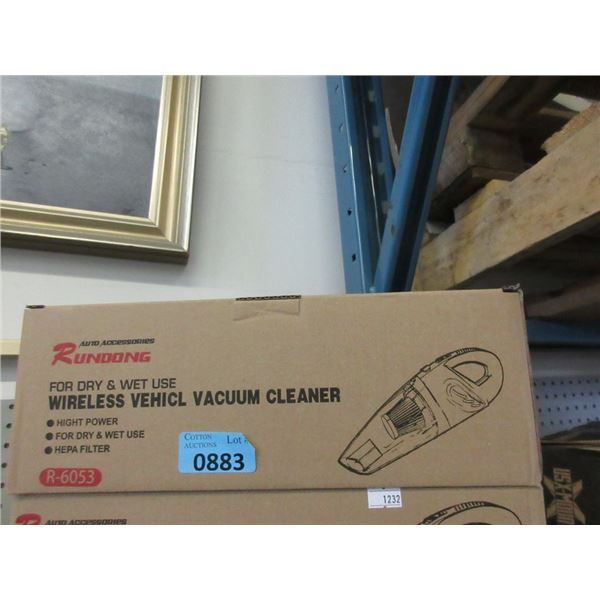 AUTO ACCESSORIES
RUNDONG
FOR DRY & WET USE
WIRELESS VEHICL VACUUM CLEANER
HIGHT POWER
FOR DRY & WET USE
HEPA FILTER
R-6053
COTTON AUCTIONS
Lot #
0883
1232
AUTO ACCESSORIES